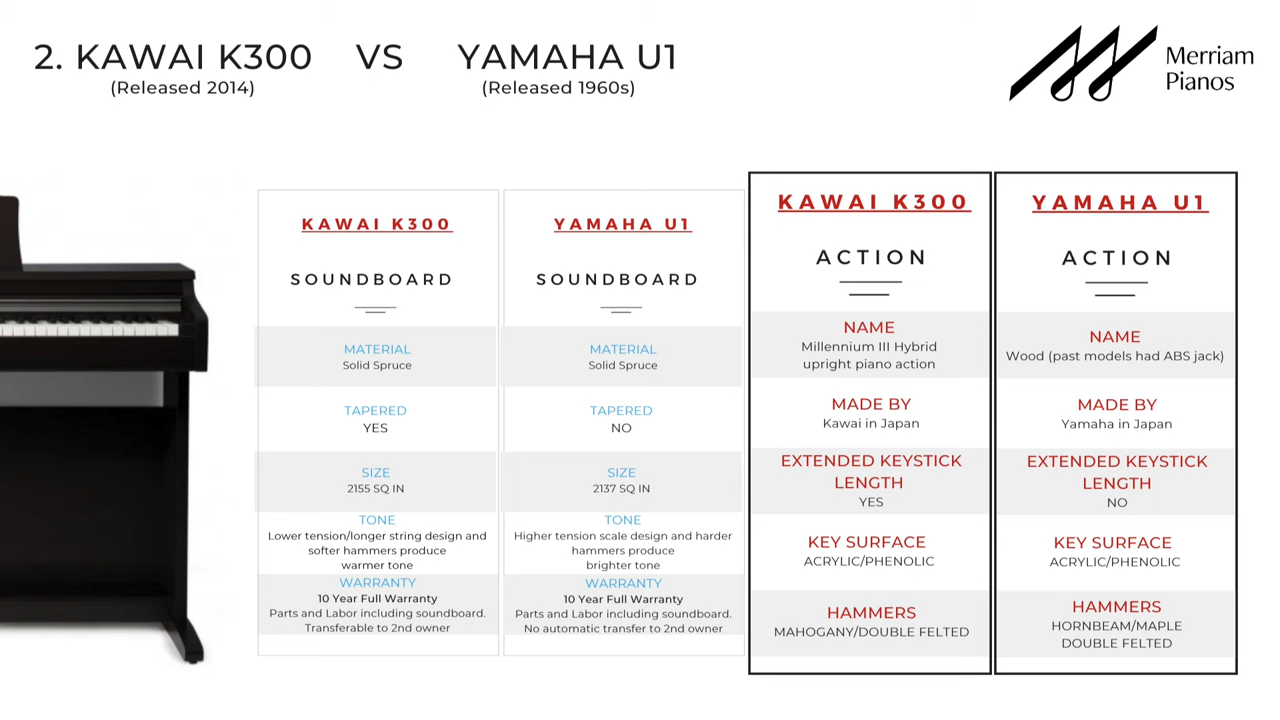 2. KAWAI K300 VS YAMAHA U1
(Released 2014) (Released 1960s)
Merriam
Pianos
KAWAI K300
SOUNDBOARD
MATERIAL
Solid Spruce
TAPERED
YES
SIZE
2155 SQ IN
TONE
Lower tension/longer string design and
softer hammers produce
warmer tone
WARRANTY
10 Year Full Warranty
Parts and Labor including soundboard.
Transferable to 2nd owner
YAMAHA U1
SOUNDBOARD
MATERIAL
Solid Spruce
TAPERED
NO
SIZE
2137 SQ IN
TONE
Higher tension scale design and harder
hammers produce
brighter tone
WARRANTY
10 Year Full Warranty
Parts and Labor including soundboard.
No automatic transfer to 2nd owner
KAWAI K300
ACTION
NAME
Millennium III Hybrid
upright piano action
MADE BY
Kawai in Japan
EXTENDED KEYSTICK
LENGTH
YES
KEY SURFACE
ACRYLIC/PHENOLIC
HAMMERS
MAHOGANY/DOUBLE FELTED
YAMAHA U1
ACTION
NAME
Wood (past models had ABS jack)
MADE BY
Yamaha in Japan
EXTENDED KEYSTICK
LENGTH
NO
KEY SURFACE
ACRYLIC/PHENOLIC
HAMMERS
HORNBEAM/MAPLE
DOUBLE FELTED